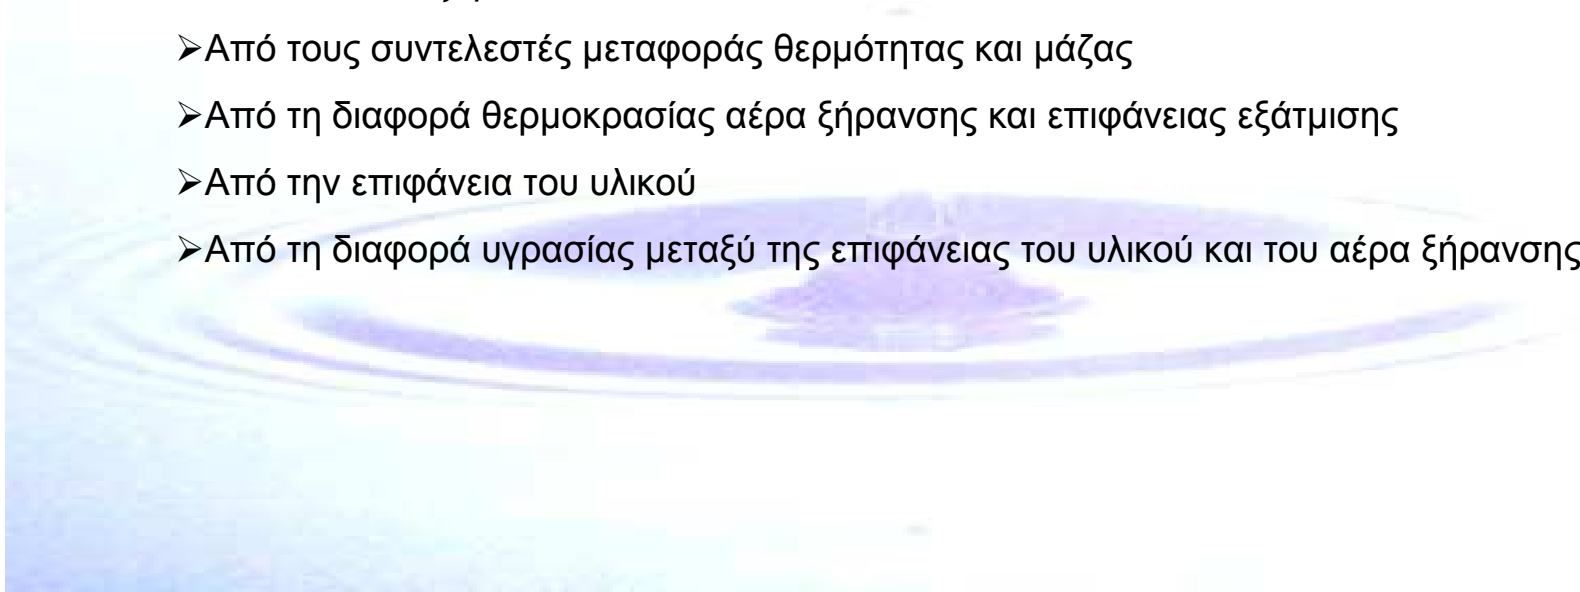 ➢Από τους συντελεστές μεταφοράς θερμότητας και μάζας
➢Από τη διαφορά θερμοκρασίας αέρα ξήρανσης και επιφάνειας εξάτμισης
➢Από την επιφάνεια του υλικού
➢Από τη διαφορά υγρασίας μεταξύ της επιφάνειας του υλικού και του αέρα ξήρανσης